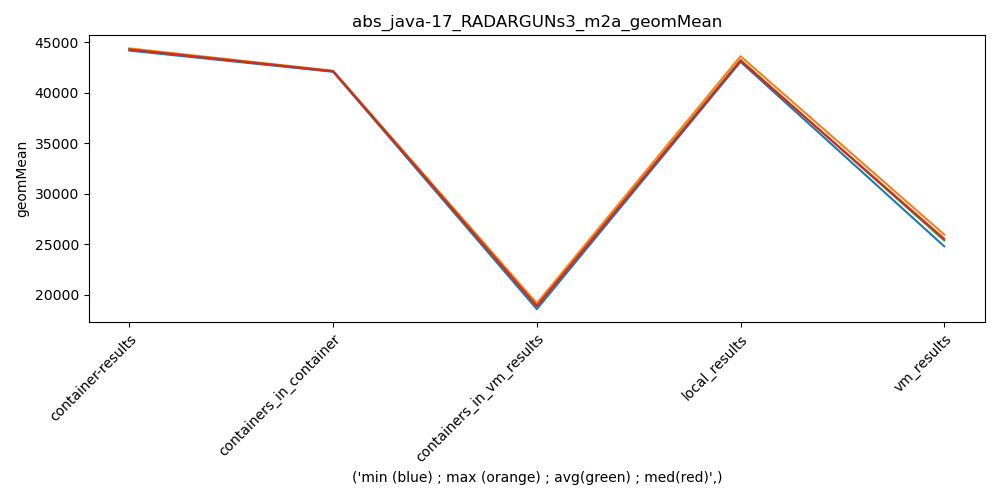 abs_java-17_RADARGUNs3_m2a_geomMean
geomMean
45000
40000
35000
30000
25000
20000
container-results
containers_in_container
containers_in_vm_results
local_results
vm_results
('min (blue) ; max (orange) ; avg(green) ; med(red)',)